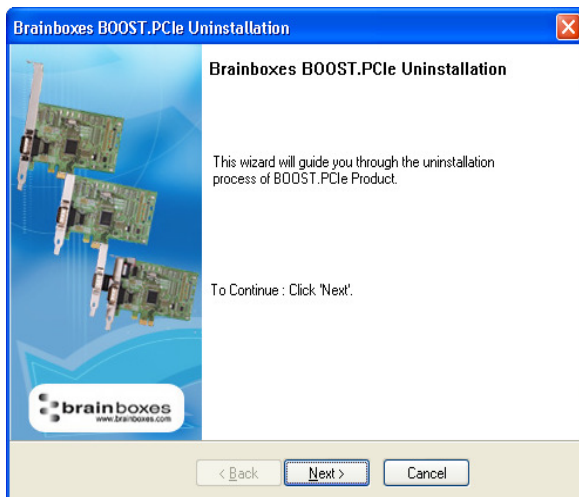 Brainboxes BOOST.PCIe Uninstallation
Brainboxes BOOST.PCIe Uninstallation
This wizard will guide you through the uninstallation
process of BOOST.PCIe Product.
To Continue : Click 'Next'.
brainboxes
www.brainboxes.com
< Back
Next >
Cancel